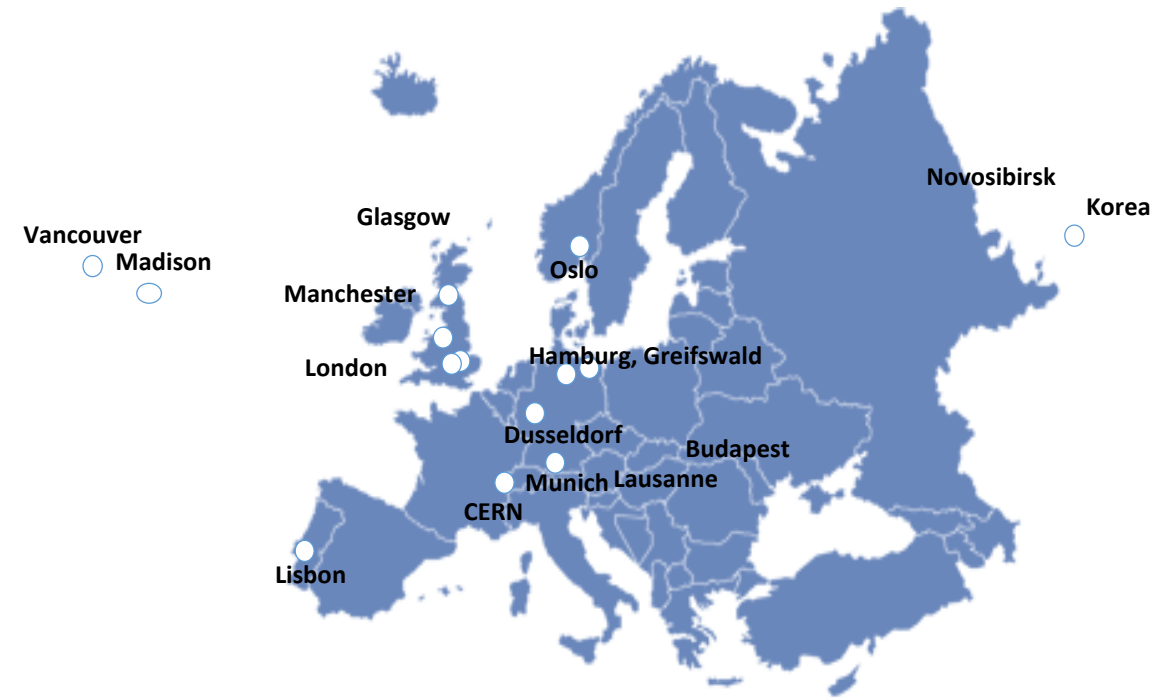 Novosibirsk
Korea
Glasgow
Vancouver
Madison
Oslo
Manchester
Hamburg, Greifswald
London
Dusseldorf
Budapest
Munich
Lausanne
CERN
Lisbon